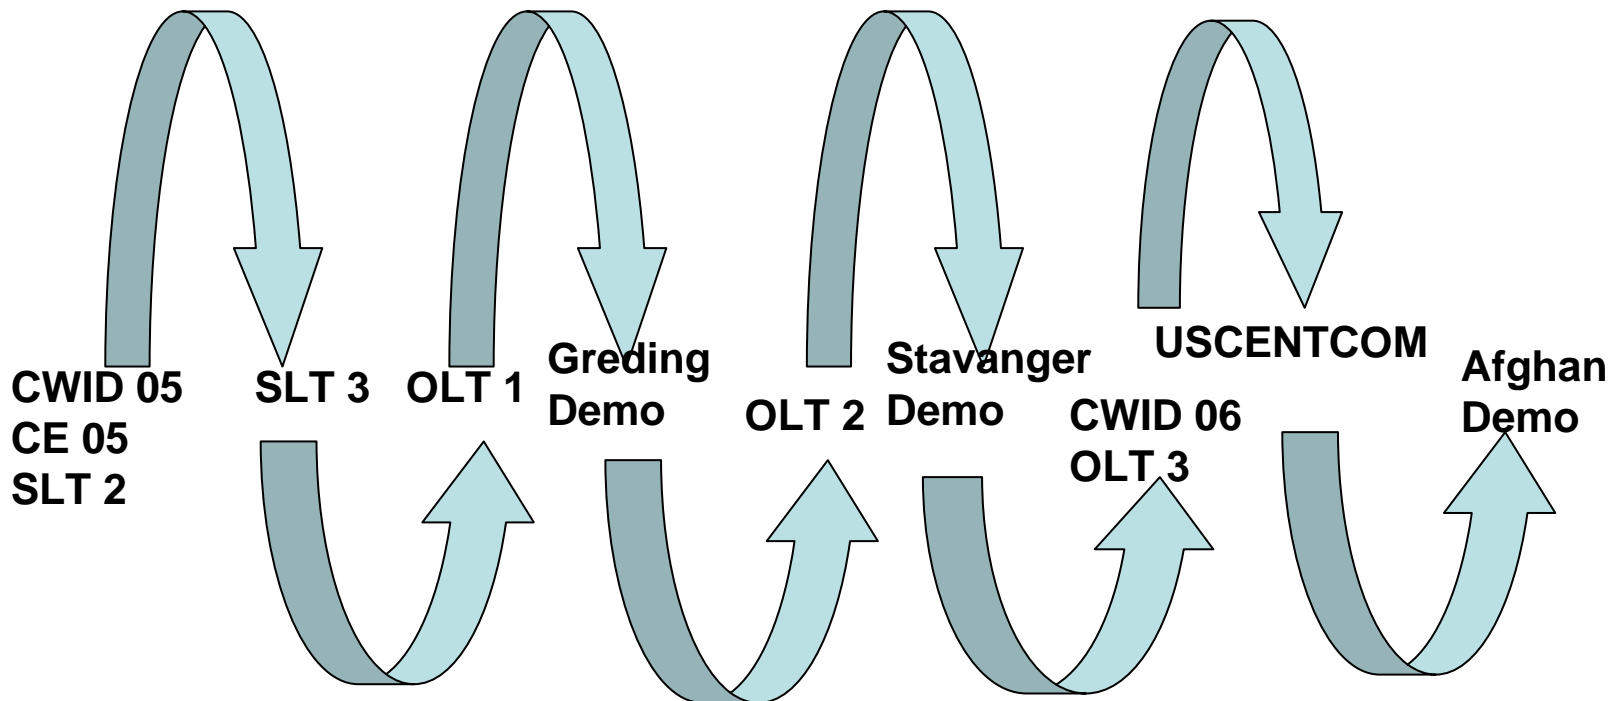 CWID 05
CE 05
SLT 2
SLT 3
OLT 1
Greding
Demo
OLT 2
Stavanger
Demo
CWID 06
OLT 3
USCENTCOM
Afghan
Demo